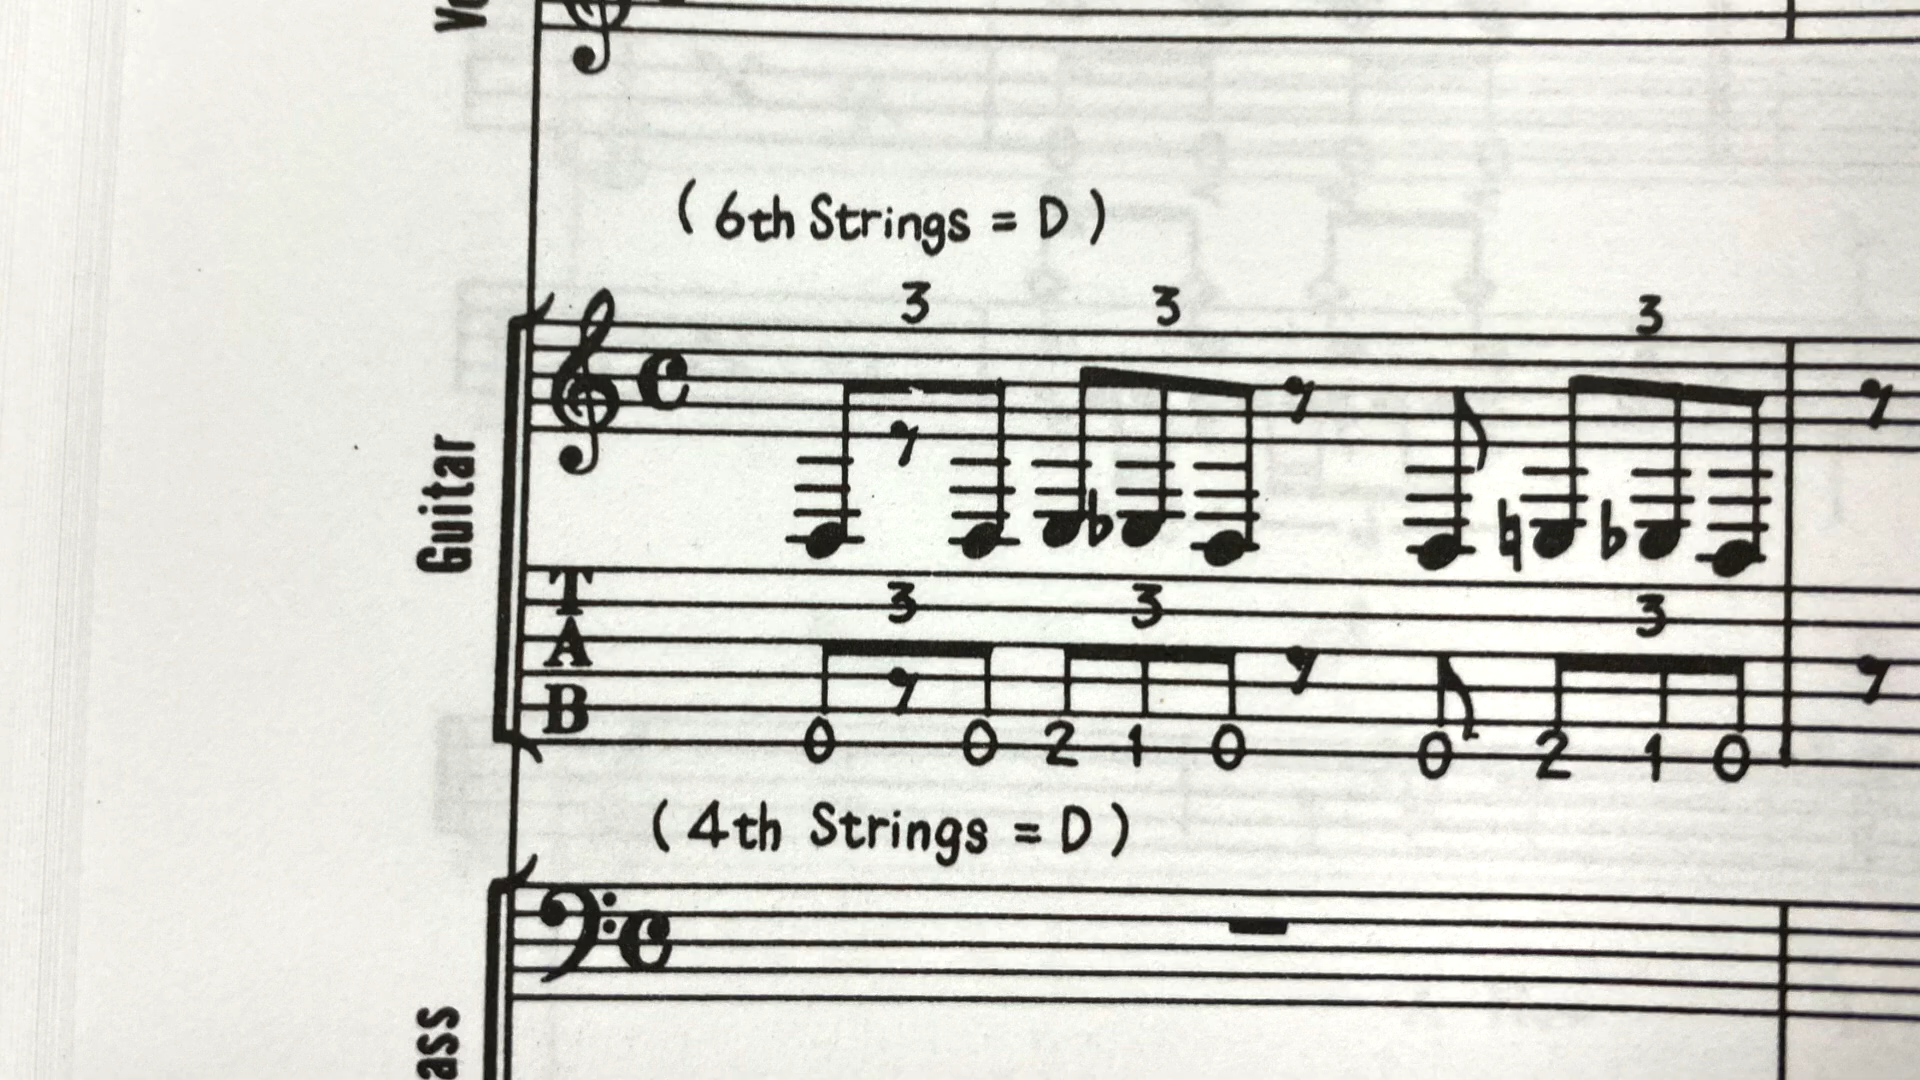 ( 6th Strings = D )
3 3 3
Guitar
T
A
B
3 3 3
0 0 2 1 0 0 2 1 0
( 4th Strings = D )